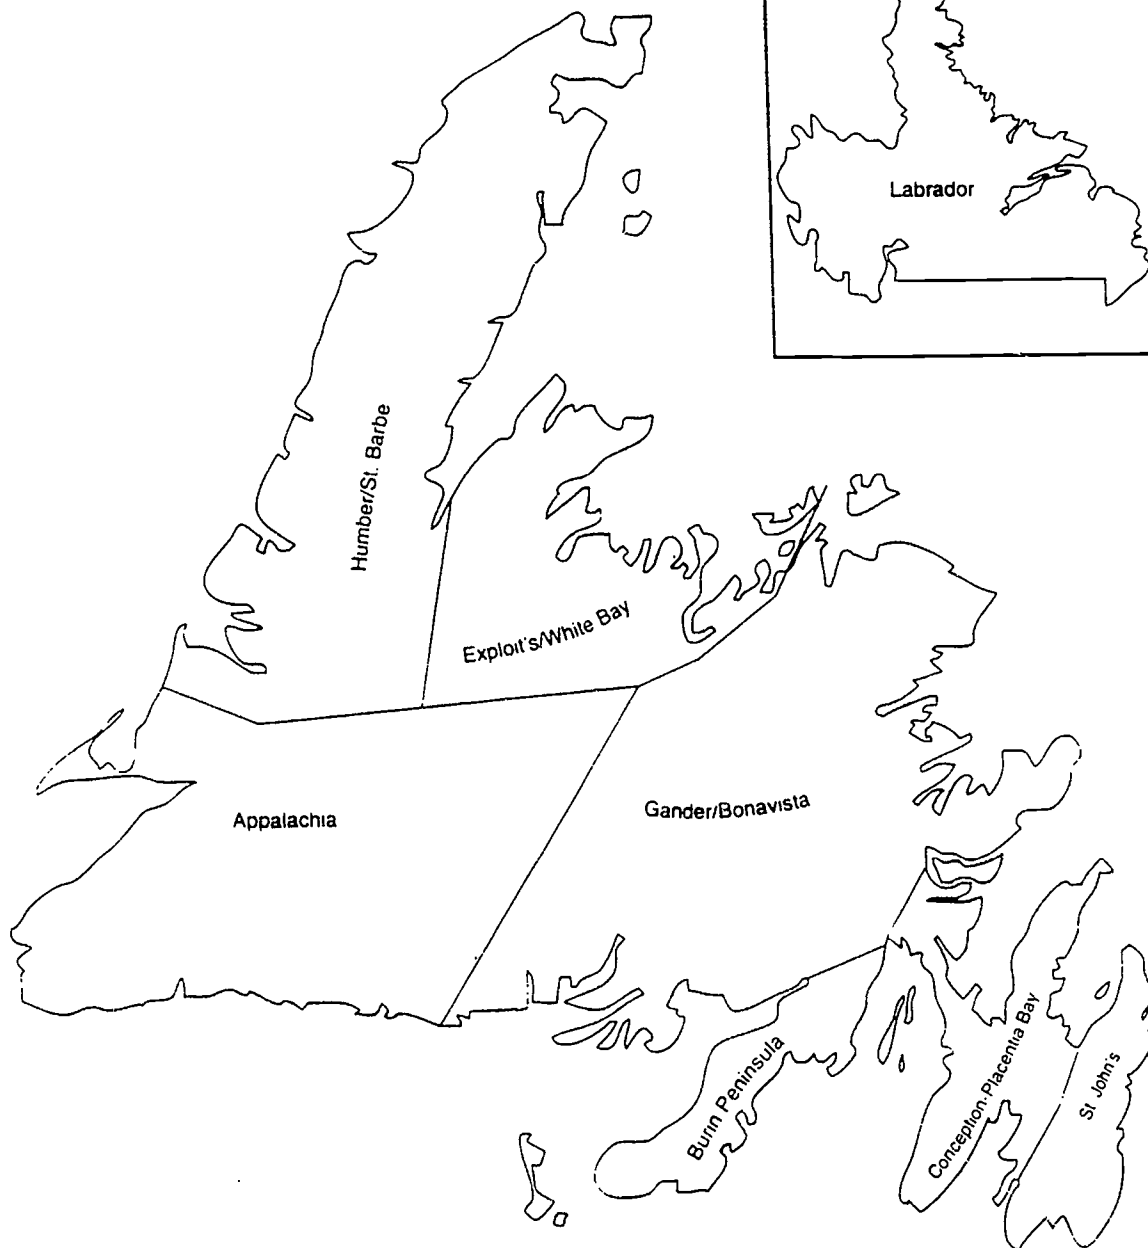 Labrador
Humber/St. Barbe
Exploit's/White Bay
Appalachia
Gander/Bonavista
Burin Peninsula
Conception-Placentia Bay
St John's